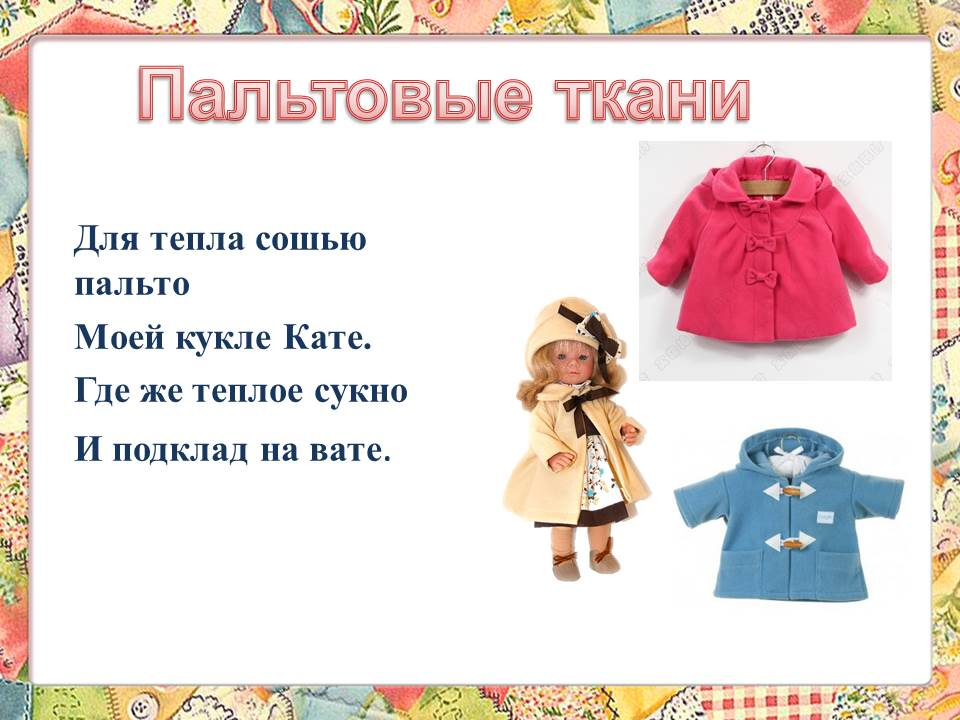 Пальтовые ткани
Для тепла сошью
пальто
Моей кукле Кате.
Где же теплое сукно
И подклад на вате.